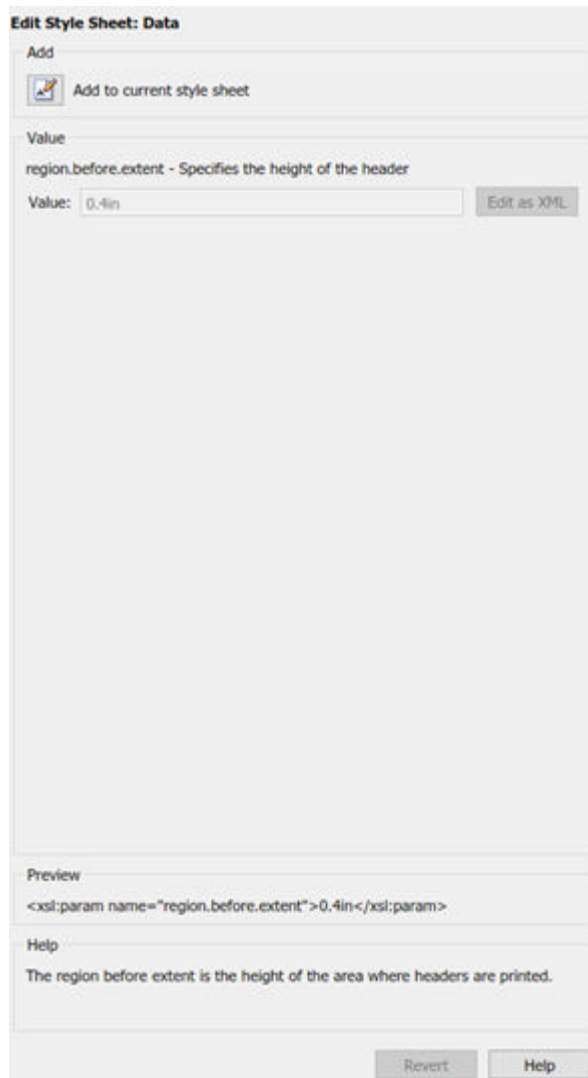 Edit Style Sheet: Data
Add
Add to current style sheet
Value
region.before.extent - Specifies the height of the header
Value: 0.4in Edit as XML
Preview
<xsl:param name="region.before.extent">0.4in</xsl:param>
Help
The region before extent is the height of the area where headers are printed.
Revert Help